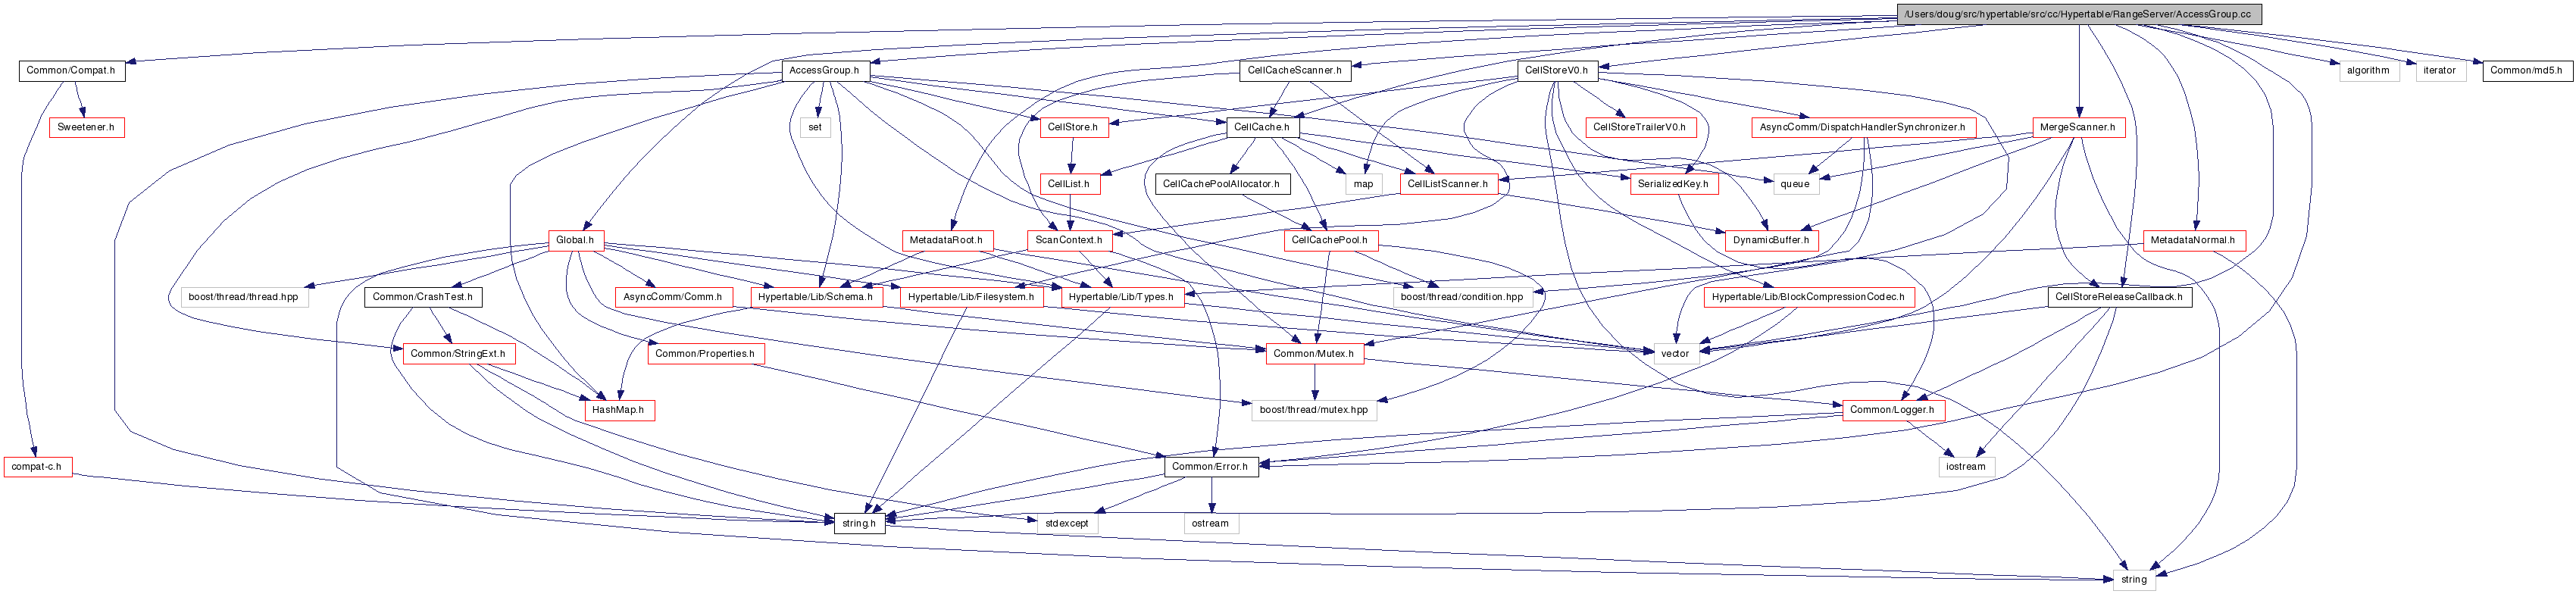 /Users/doug/src/hypertable/src/cc/Hypertable/RangeServer/AccessGroup.cc
Common/Compat.h
AccessGroup.h
CellCacheScanner.h
CellStoreV0.h
algorithm
iterator
Common/md5.h
Sweetener.h
set
CellStore.h
CellCache.h
CellStoreTrailerV0.h
AsyncComm/DispatchHandlerSynchronizer.h
MergeScanner.h
CellList.h
CellCachePoolAllocator.h
map
CellListScanner.h
SerializedKey.h
queue
Global.h
MetadataRoot.h
ScanContext.h
CellCachePool.h
DynamicBuffer.h
MetadataNormal.h
boost/thread/thread.hpp
Common/CrashTest.h
AsyncComm/Comm.h
Hypertable/Lib/Schema.h
Hypertable/Lib/Filesystem.h
Hypertable/Lib/Types.h
boost/thread/condition.hpp
Hypertable/Lib/BlockCompressionCodec.h
CellStoreReleaseCallback.h
Common/StringExt.h
Common/Properties.h
Common/Mutex.h
vector
HashMap.h
boost/thread/mutex.hpp
Common/Logger.h
compat-c.h
Common/Error.h
iostream
string.h
stdexcept
ostream
string